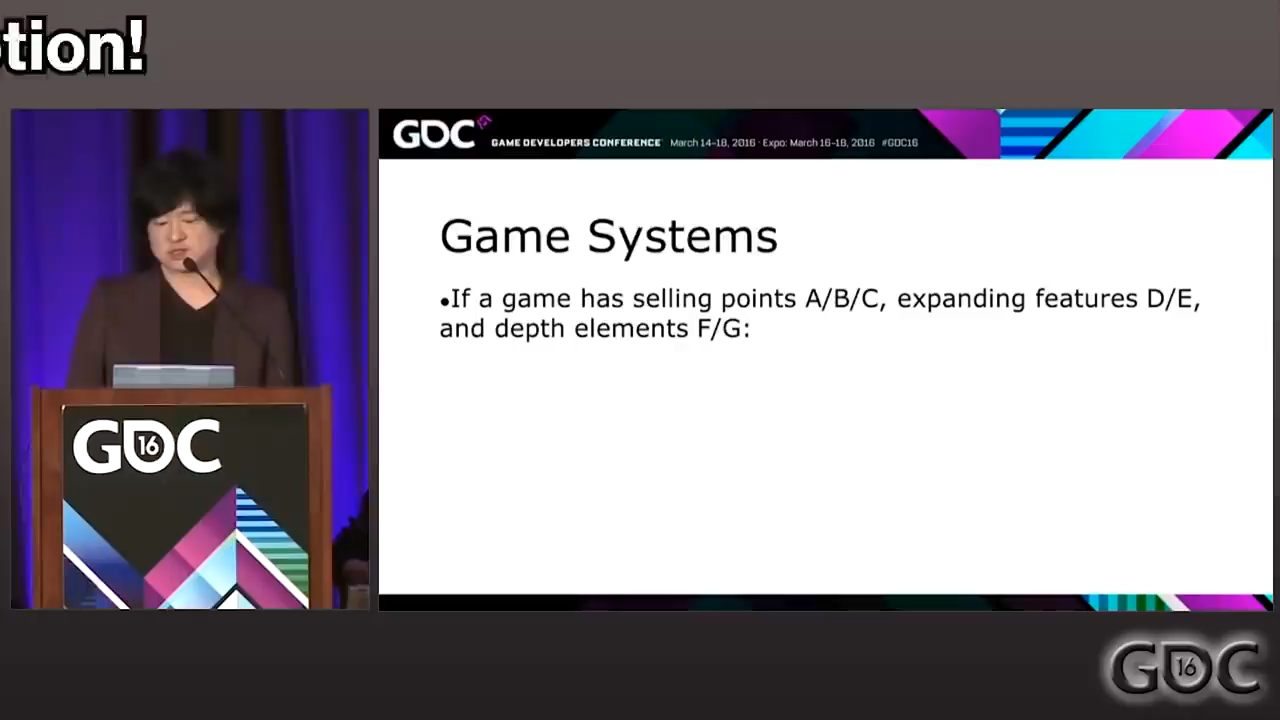 tion!
GDC
GAME DEVELOPERS CONFERENCE March 14-18, 2016 · Expo: March 16-18, 2016 #GDC16
Game Systems
•If a game has selling points A/B/C, expanding features D/E,
and depth elements F/G:
GDC 16
GDC 16